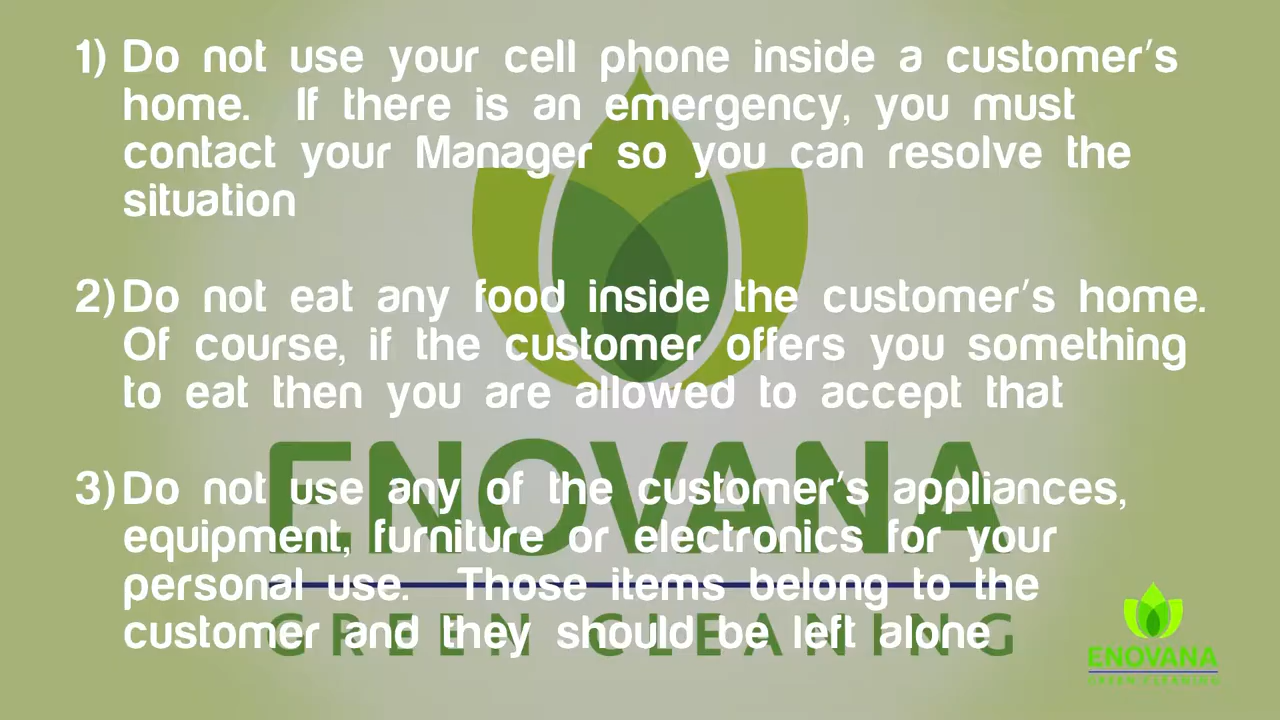 1) Do not use your cell phone inside a customer's
home. If there is an emergency, you must
contact your Manager so you can resolve the
situation
2) Do not eat any food inside the customer's home.
Of course, if the customer offers you something
to eat then you are allowed to accept that
3) Do not use any of the customer's appliances,
equipment, furniture or electronics for your
personal use. Those items belong to the
customer and they should be left alone
ENOVANA
GREEN CLEANING
ENOVANA
GREEN CLEANING